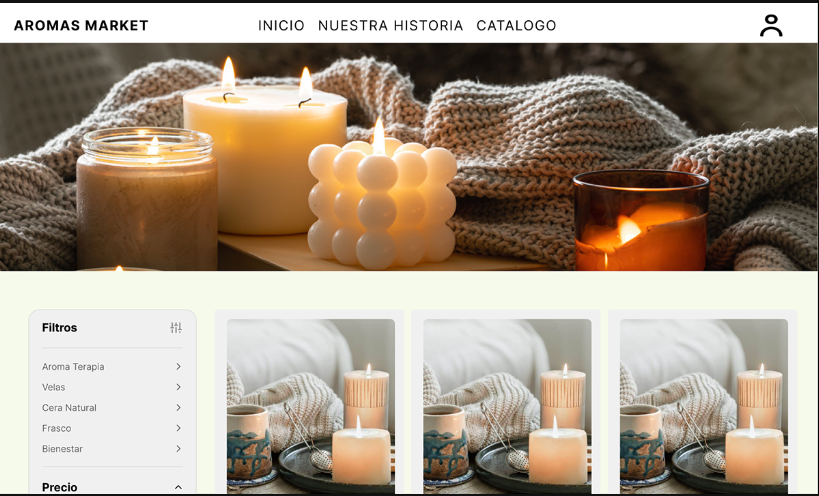 AROMAS MARKET
INICIO NUESTRA HISTORIA CATALOGO
Filtros
Aroma Terapia
Velas
Cera Natural
Frasco
Bienestar
Precio